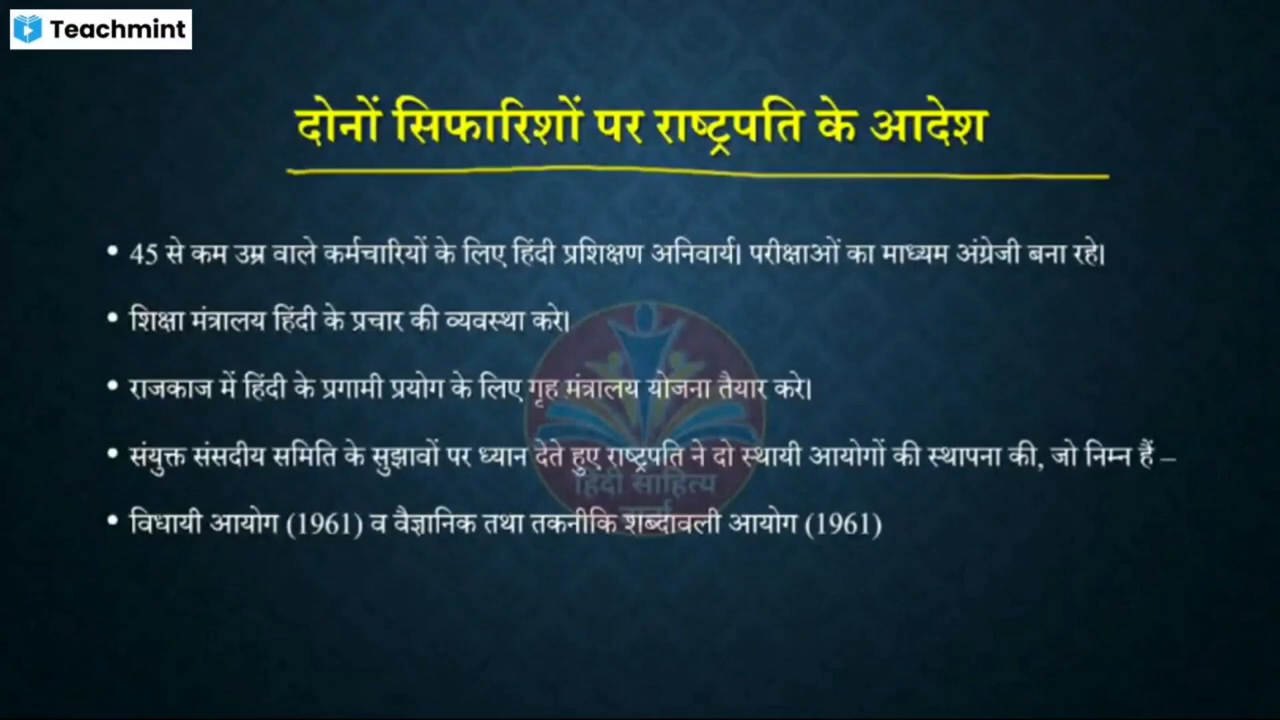 Teachmint
दोनों सिफारिशों पर राष्ट्रपति के आदेश
• 45 से कम उम्र वाले कर्मचारियों के लिए हिंदी प्रशिक्षण अनिवार्य। परीक्षाओं का माध्यम अंग्रेजी बना रहे।
• शिक्षा मंत्रालय हिंदी के प्रचार की व्यवस्था करे।
• राजकाज में हिंदी के प्रगामी प्रयोग के लिए गृह मंत्रालय योजना तैयार करे।
• संयुक्त संसदीय समिति के सुझावों पर ध्यान देते हुए राष्ट्रपति ने दो स्थायी आयोगों की स्थापना की, जो निम्न हैं –
हिंदी साहित्य
• विधायी आयोग (1961) व वैज्ञानिक तथा तकनीकि शब्दावली आयोग (1961)